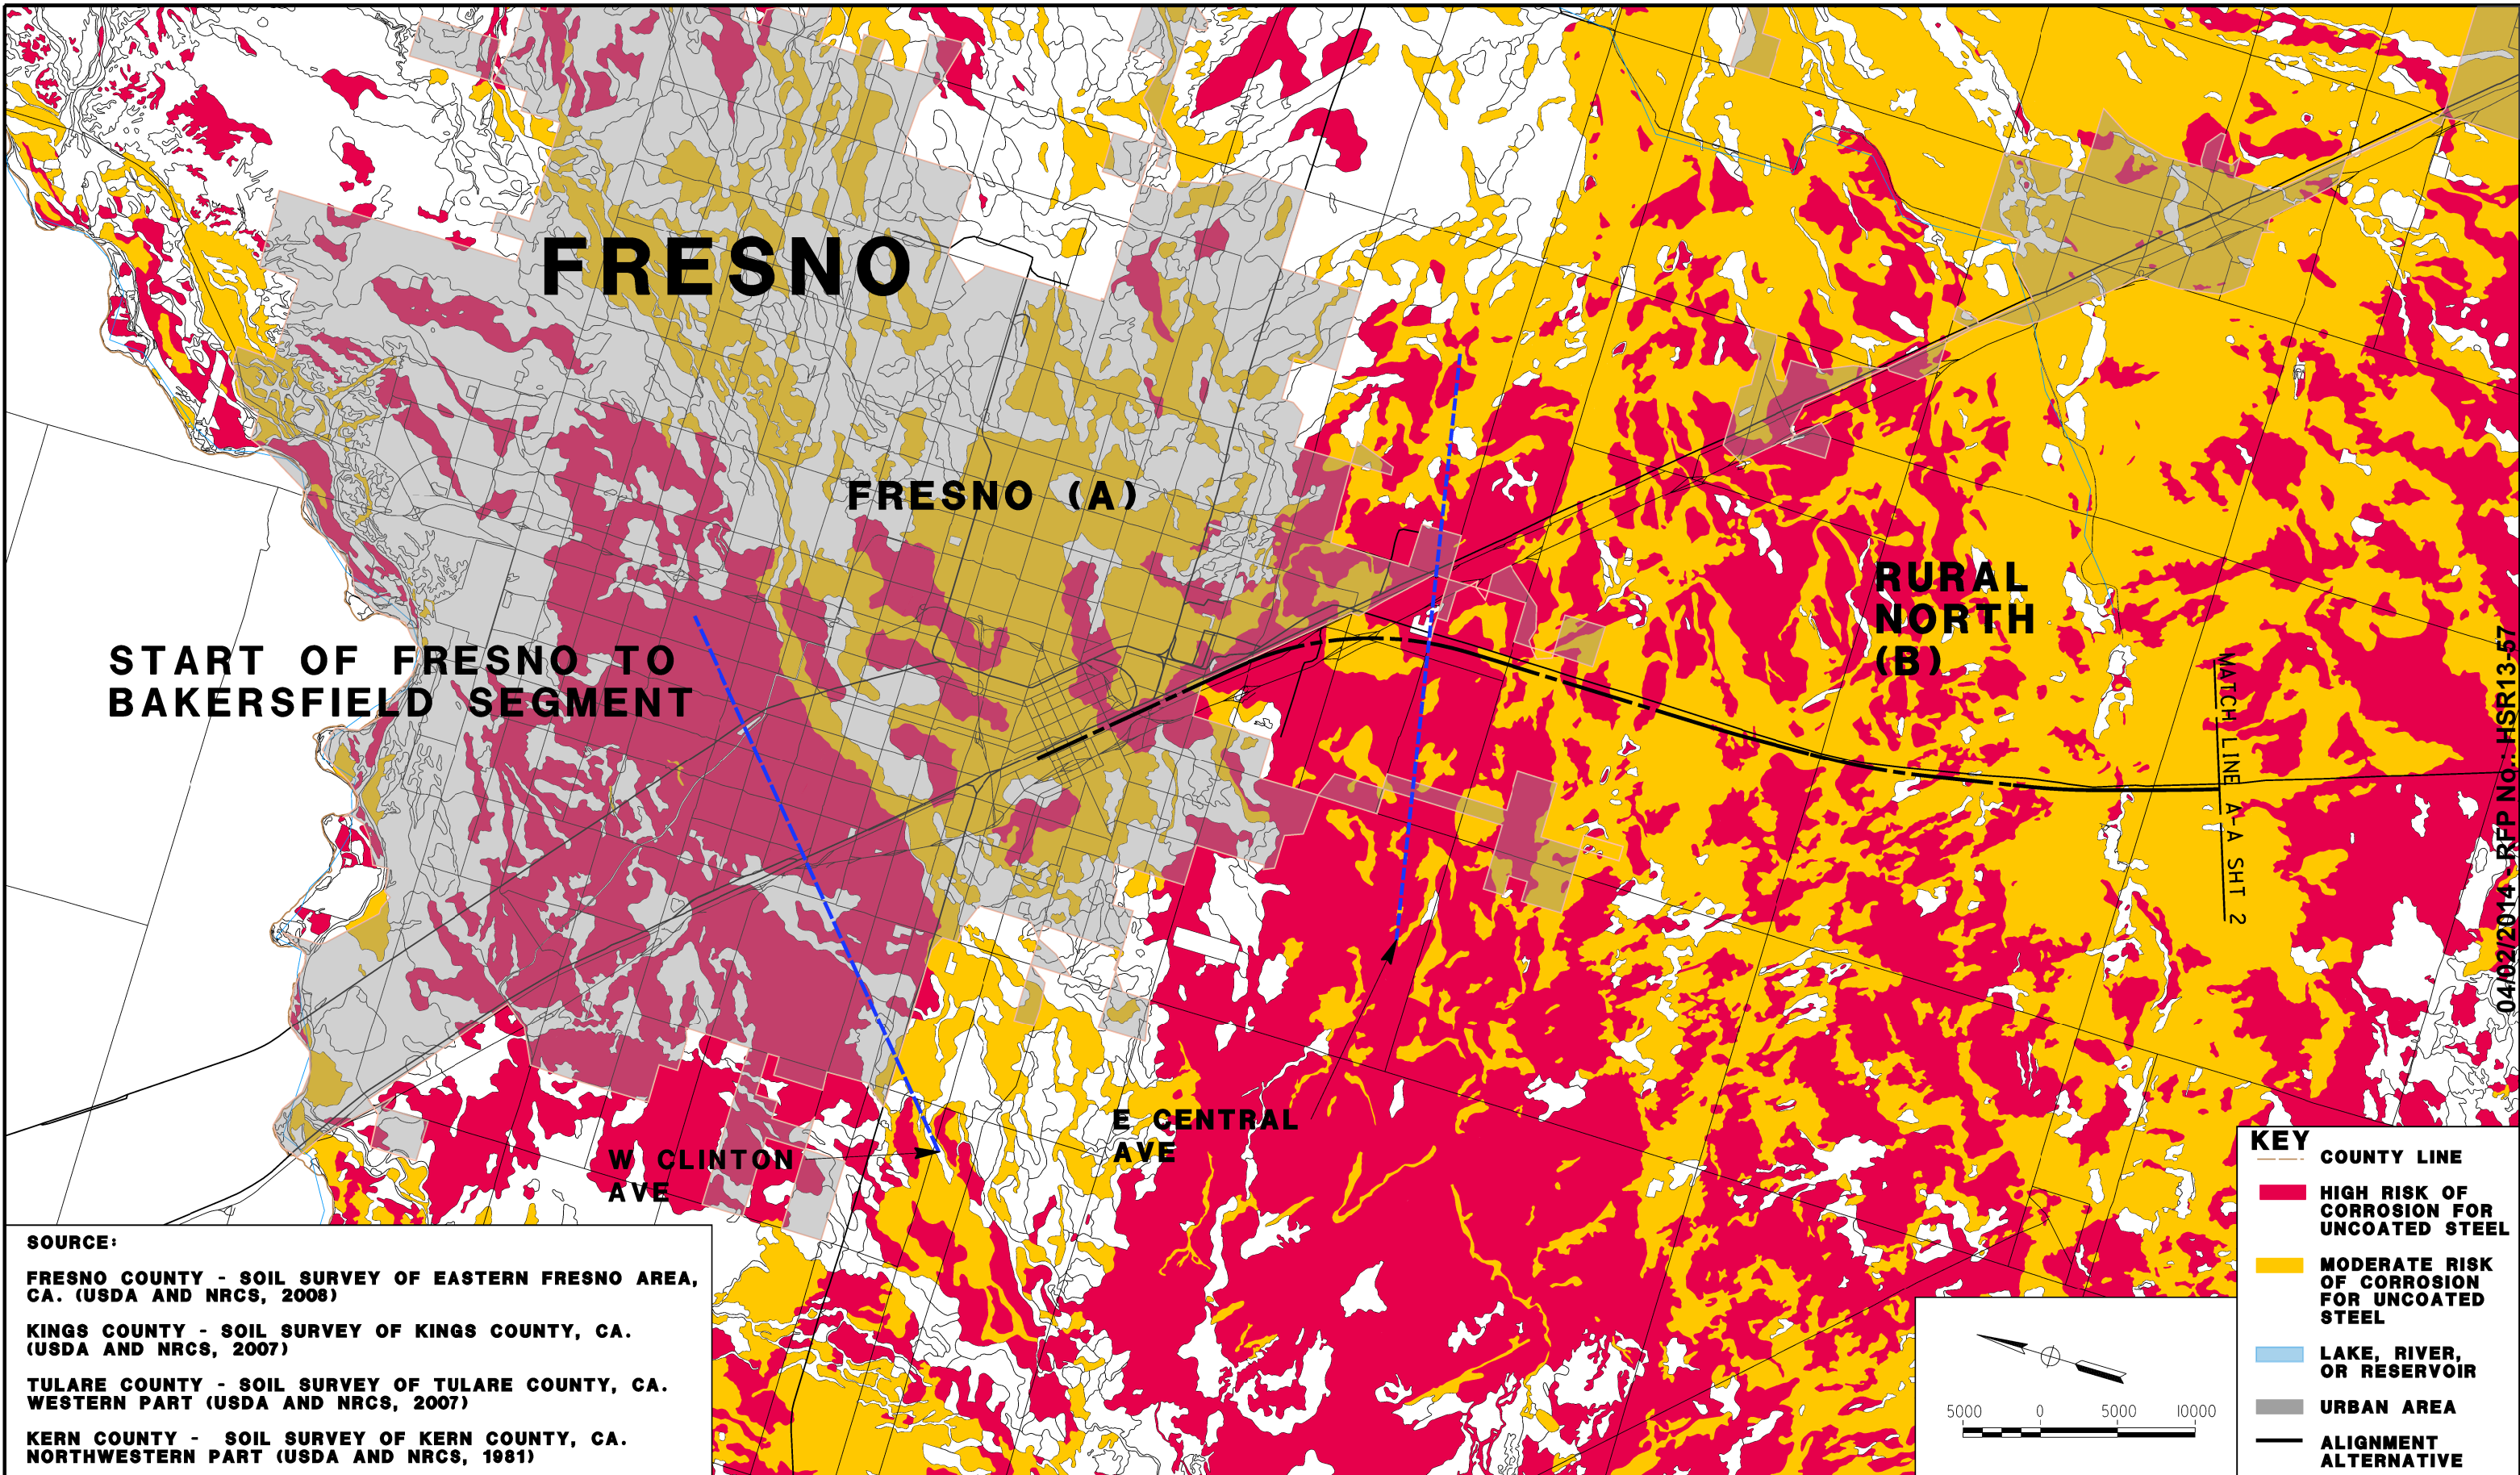 FRESNO
FRESNO (A)
START OF FRESNO TO
BAKERSFIELD SEGMENT
RURAL
NORTH
(B)
MATCH LINE A-A SHT 2
04/02/2014 - RFP No.: HSR13-57
E CENTRAL
AVE
W CLINTON
AVE
SOURCE:
FRESNO COUNTY - SOIL SURVEY OF EASTERN FRESNO AREA,
CA. (USDA AND NRCS, 2008)
KINGS COUNTY - SOIL SURVEY OF KINGS COUNTY, CA.
(USDA AND NRCS, 2007)
TULARE COUNTY - SOIL SURVEY OF TULARE COUNTY, CA.
WESTERN PART (USDA AND NRCS, 2007)
KERN COUNTY - SOIL SURVEY OF KERN COUNTY, CA.
NORTHWESTERN PART (USDA AND NRCS, 1981)
5000 0 5000 10000
KEY
COUNTY LINE
HIGH RISK OF
CORROSION FOR
UNCOATED STEEL
MODERATE RISK
OF CORROSION
FOR UNCOATED
STEEL
LAKE, RIVER,
OR RESERVOIR
URBAN AREA
ALIGNMENT
ALTERNATIVE